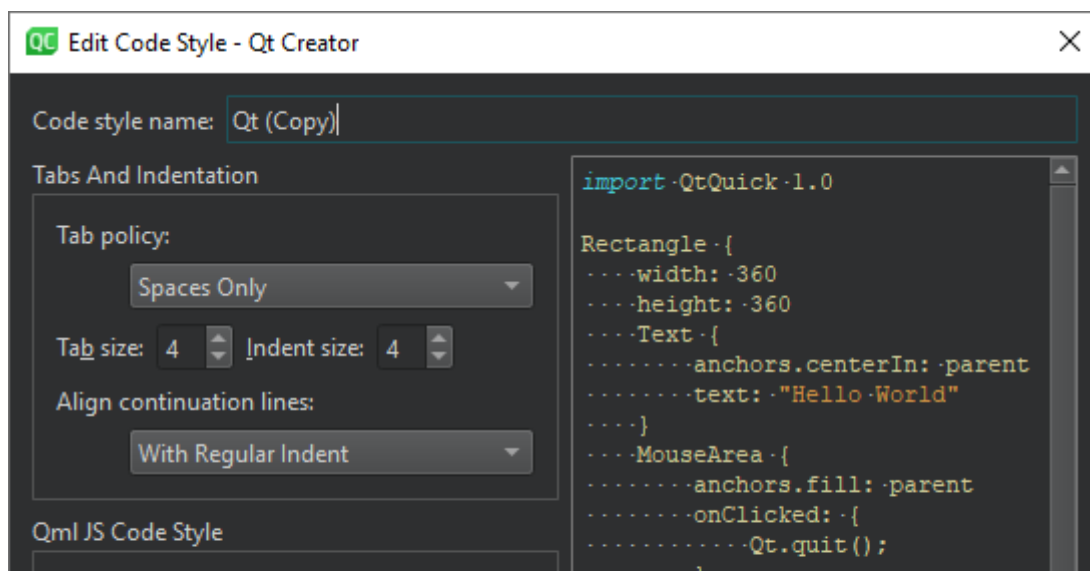 QC Edit Code Style - Qt Creator
Code style name: Qt (Copy)
Tabs And Indentation
Tab policy:
Spaces Only
Tab size: 4 Indent size: 4
Align continuation lines:
With Regular Indent
Qml JS Code Style
import QtQuick 1.0
Rectangle {
    width: 360
    height: 360
    Text {
        anchors.centerIn: parent
        text: "Hello World"
    }
    MouseArea {
        anchors.fill: parent
        onClicked: {
            Qt.quit();